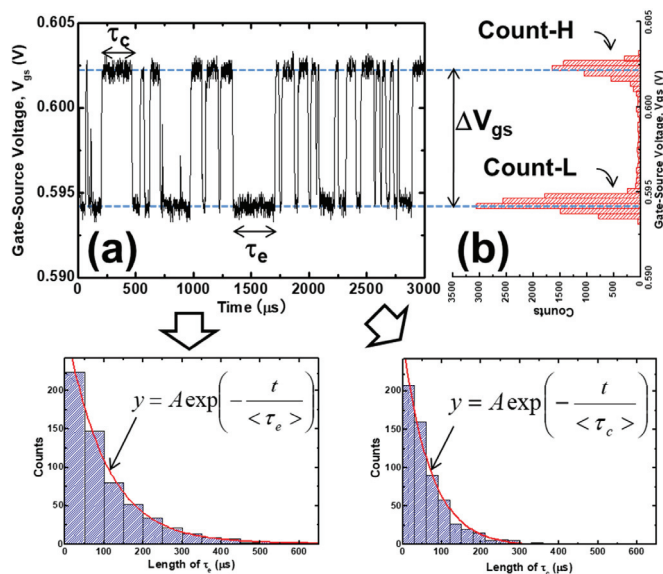 0.605
0.600
0.595
0.590
Gate-Source Voltage, Vgs (V)
τc
τe
(a)
0 500 1000 1500 2000 2500 3000
Time (μs)
ΔVgs
Count-H
Count-L
(b)
3500 3000 2500 2000 1500 1000 500 0
Counts
0.605
0.600
0.595
0.590
Gate-Source Voltage, Vgs (V)
250
200
150
100
50
0
Counts
y = A exp(− t / <τe>)
0 100 200 300 400 500 600
Length of τe (μs)
250
200
150
100
50
0
Counts
y = A exp(− t / <τc>)
0 100 200 300 400 500 600
Length of τc (μs)